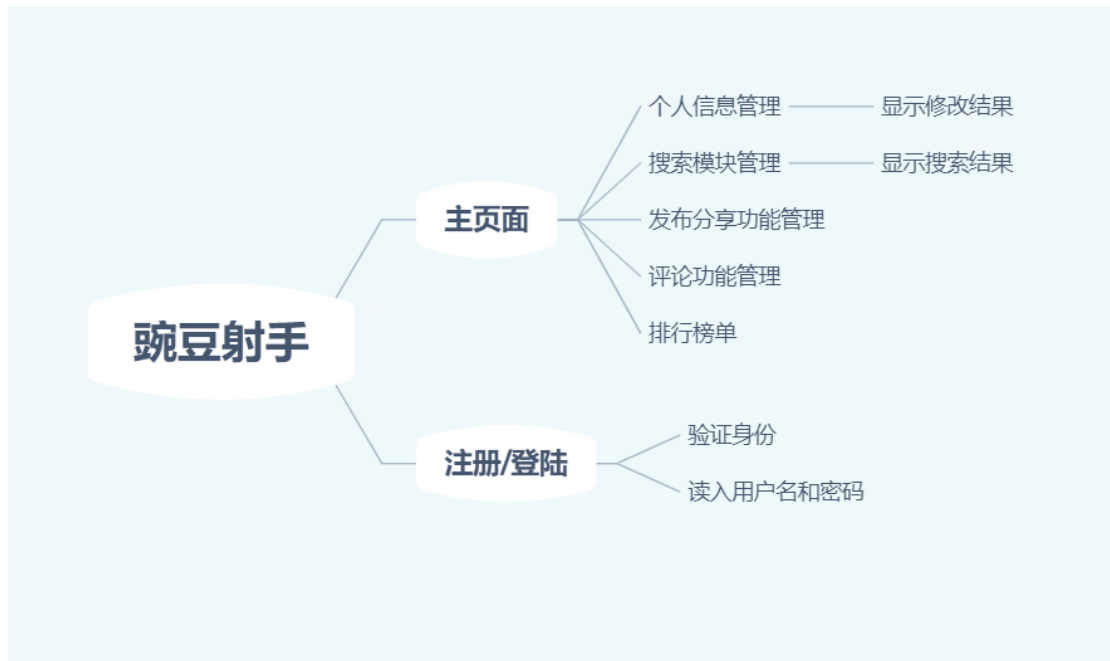 豌豆射手
主页面
个人信息管理
显示修改结果
搜索模块管理
显示搜索结果
发布分享功能管理
评论功能管理
排行榜单
注册/登陆
验证身份
读入用户名和密码